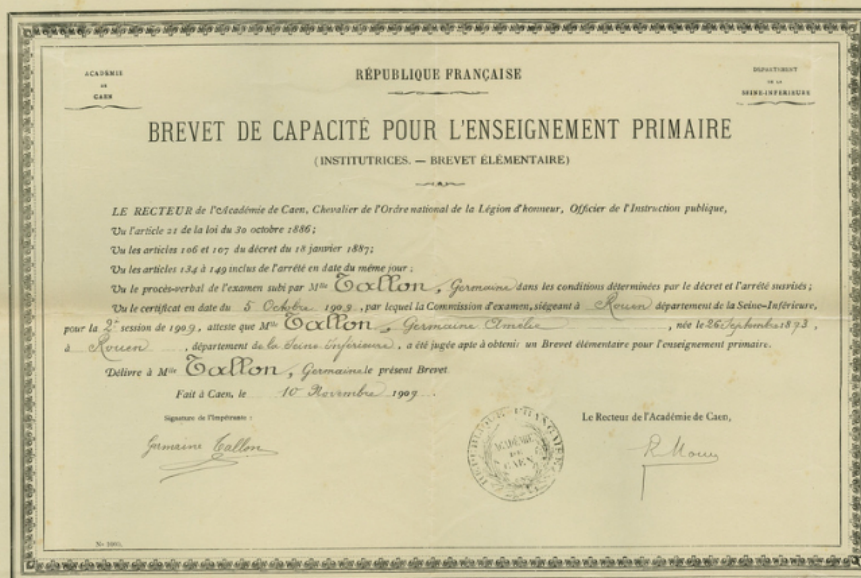 ACADÉMIE
DE
CAEN
RÉPUBLIQUE FRANÇAISE
DÉPARTEMENT
DE LA
SEINE-INFÉRIEURE
BREVET DE CAPACITÉ POUR L'ENSEIGNEMENT PRIMAIRE
(INSTITUTRICES. — BREVET ÉLÉMENTAIRE)
LE RECTEUR de l'Académie de Caen, Chevalier de l'Ordre national de la Légion d'honneur, Officier de l'Instruction publique,
Vu l'article 21 de la loi du 30 octobre 1886;
Vu les articles 106 et 107 du décret du 18 janvier 1887;
Vu les articles 134 à 149 inclus de l'arrêté en date du même jour;
Vu le procès-verbal de l'examen subi par Mlle Tallon, Germaine dans les conditions déterminées par le décret et l'arrêté susvisés;
Vu le certificat en date du 5 Octobre 1909, par lequel la Commission d'examen, siégeant à Rouen département de la Seine-Inférieure,
pour la 2e session de 1909, atteste que Mlle Tallon, Germaine Amélie, née le 26 Septembre 1893,
à Rouen, département de la Seine Inférieure, a été jugée apte à obtenir un Brevet élémentaire pour l'enseignement primaire.
Délivre à Mlle Tallon, Germaine le présent Brevet
Fait à Caen, le 10 Novembre 1909.
Signature de l'Impétrante :
Le Recteur de l'Académie de Caen,
Germaine Tallon
RÉPUBLIQUE FRANÇAISE
ACADÉMIE
DE
CAEN